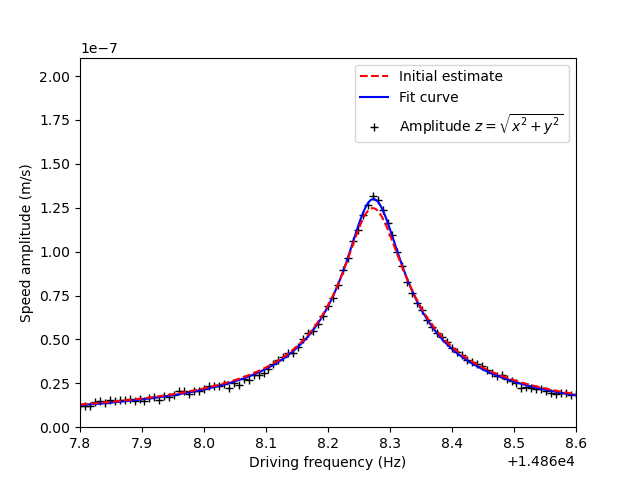 1e−7
2.00
1.75
1.50
1.25
1.00
0.75
0.50
0.25
0.00
Speed amplitude (m/s)
Initial estimate
Fit curve
Amplitude z = √x² + y²
7.8 7.9 8.0 8.1 8.2 8.3 8.4 8.5 8.6
Driving frequency (Hz)
+1.486e4